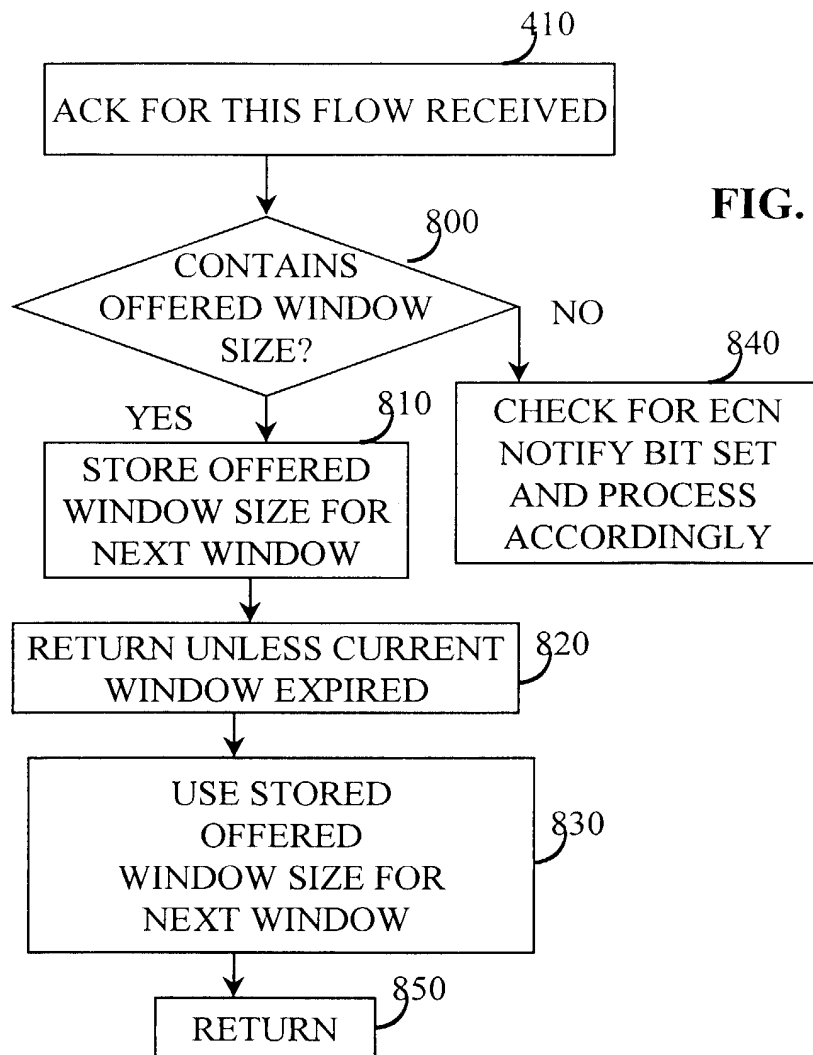 410
ACK FOR THIS FLOW RECEIVED
FIG.
800
CONTAINS
OFFERED WINDOW
SIZE?
NO
YES
810
840
STORE OFFERED
WINDOW SIZE FOR
NEXT WINDOW
CHECK FOR ECN
NOTIFY BIT SET
AND PROCESS
ACCORDINGLY
820
RETURN UNLESS CURRENT
WINDOW EXPIRED
830
USE STORED
OFFERED
WINDOW SIZE FOR
NEXT WINDOW
850
RETURN